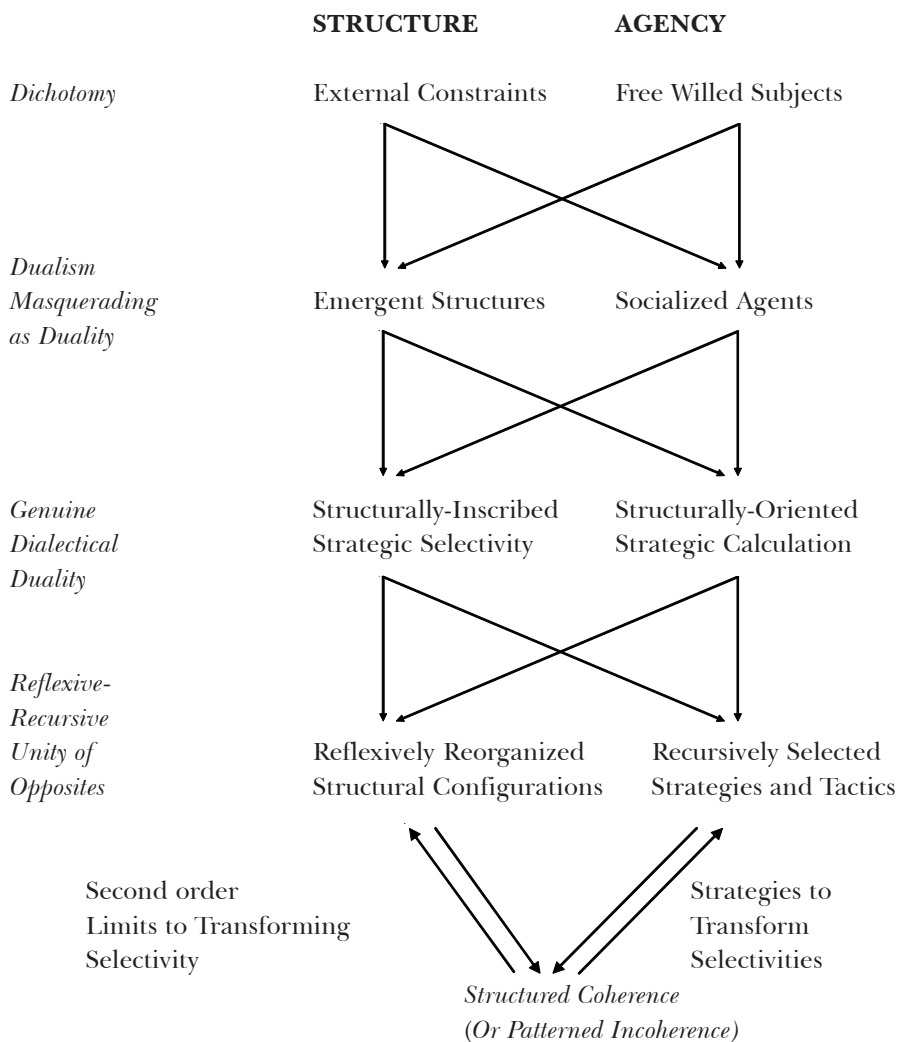 STRUCTURE AGENCY
Dichotomy External Constraints Free Willed Subjects
Dualism
Masquerading Emergent Structures Socialized Agents
as Duality
Genuine Structurally-Inscribed Structurally-Oriented
Dialectical Strategic Selectivity Strategic Calculation
Duality
Reflexive-
Recursive
Unity of Reflexively Reorganized Recursively Selected
Opposites Structural Configurations Strategies and Tactics
Second order Strategies to
Limits to Transforming Transform
Selectivity Selectivities
Structured Coherence
(Or Patterned Incoherence)